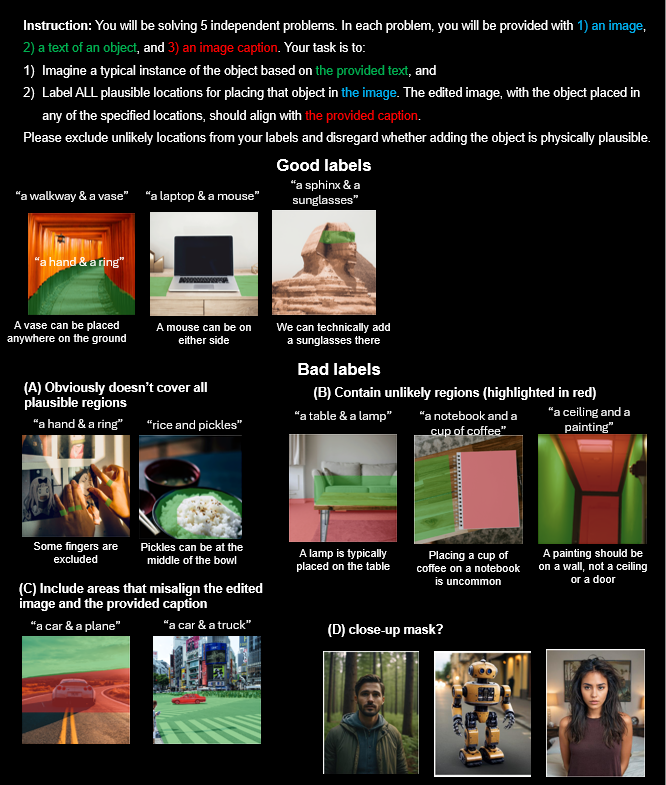 Instruction: You will be solving 5 independent problems. In each problem, you will be provided with 1) an image,
2) a text of an object, and 3) an image caption. Your task is to:
1) Imagine a typical instance of the object based on the provided text, and
2) Label ALL plausible locations for placing that object in the image. The edited image, with the object placed in
any of the specified locations, should align with the provided caption.
Please exclude unlikely locations from your labels and disregard whether adding the object is physically plausible.
Good labels
“a walkway & a vase”
“a laptop & a mouse”
“a sphinx & a
sunglasses”
“a hand & a ring”
A vase can be placed
anywhere on the ground
A mouse can be on
either side
We can technically add
a sunglasses there
Bad labels
(A) Obviously doesn’t cover all
plausible regions
“a hand & a ring”
“rice and pickles”
Some fingers are
excluded
Pickles can be at the
middle of the bowl
(B) Contain unlikely regions (highlighted in red)
“a table & a lamp”
“a notebook and a
cup of coffee”
“a ceiling and a
painting”
A lamp is typically
placed on the table
Placing a cup of
coffee on a notebook
is uncommon
A painting should be
on a wall, not a ceiling
or a door
(C) Include areas that misalign the edited
image and the provided caption
“a car & a plane”
“a car & a truck”
(D) close-up mask?